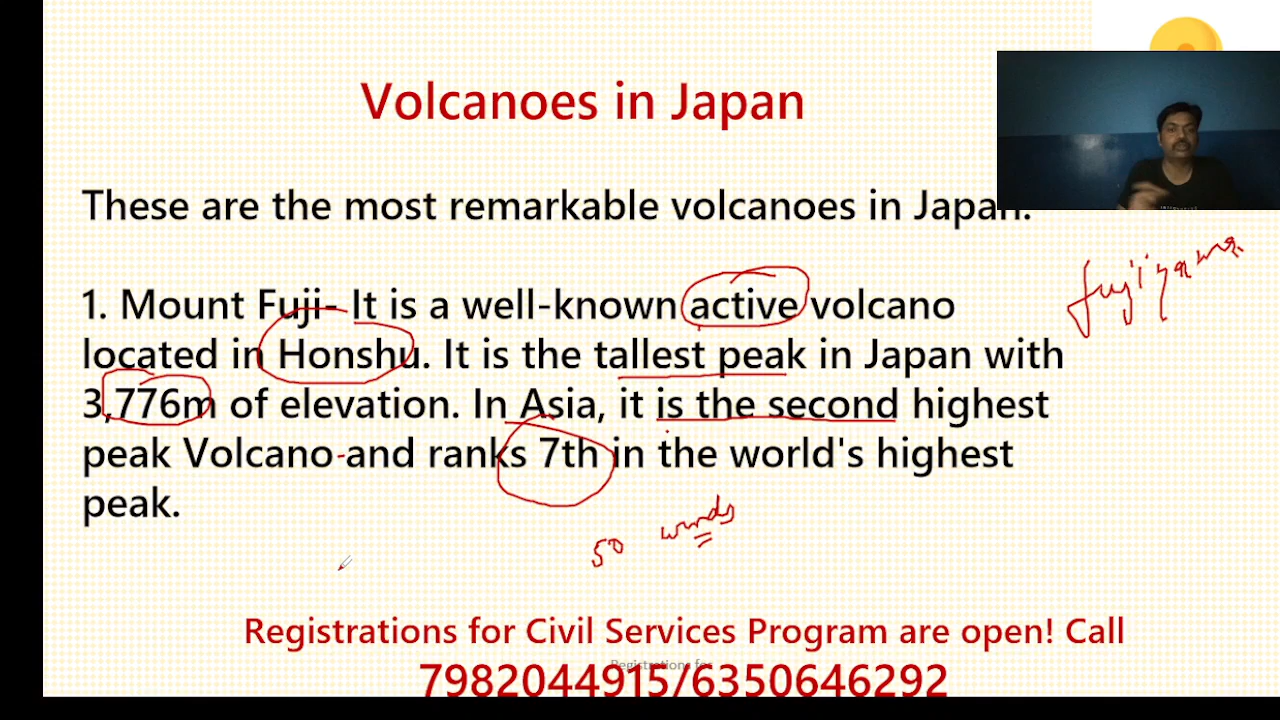 Volcanoes in Japan
These are the most remarkable volcanoes in Japan.
1. Mount Fuji- It is a well-known active volcano
fujiyama
located in Honshu. It is the tallest peak in Japan with
3,776m of elevation. In Asia, it is the second highest
peak Volcano-and ranks 7th in the world's highest
peak.
50 words
Registrations for Civil Services Program are open! Call
Registrations for
7982044915/6350646292